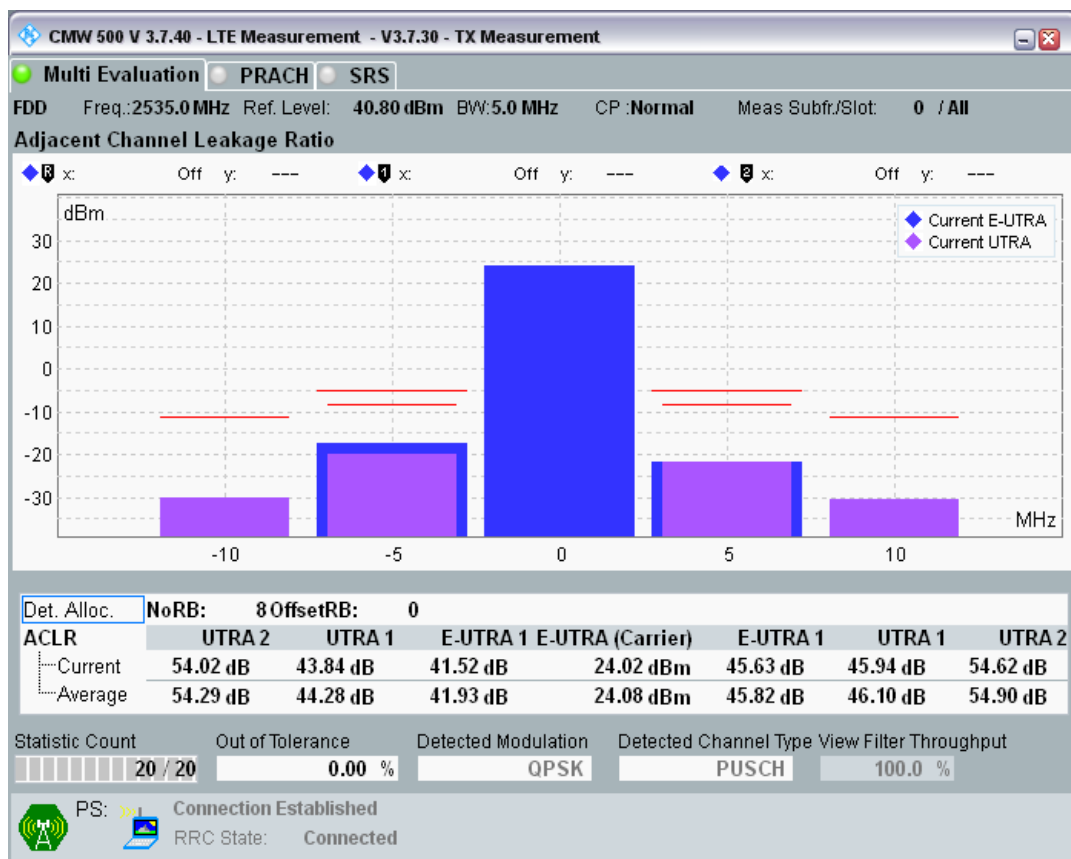 CMW 500 V 3.7.40 - LTE Measurement - V3.7.30 - TX Measurement
Multi Evaluation PRACH SRS
FDD Freq.:2535.0 MHz Ref. Level: 40.80 dBm BW:5.0 MHz CP :Normal Meas Subfr./Slot: 0 / All
Adjacent Channel Leakage Ratio
R x: Off y: --- 1 x: Off y: --- 2 x: Off y: ---
dBm
Current E-UTRA
Current UTRA
30
20
10
0
-10
-20
-30
MHz
-10 -5 0 5 10
Det. Alloc. NoRB: 8 OffsetRB: 0
ACLR UTRA 2 UTRA 1 E-UTRA 1 E-UTRA (Carrier) E-UTRA 1 UTRA 1 UTRA 2
Current 54.02 dB 43.84 dB 41.52 dB 24.02 dBm 45.63 dB 45.94 dB 54.62 dB
Average 54.29 dB 44.28 dB 41.93 dB 24.08 dBm 45.82 dB 46.10 dB 54.90 dB
Statistic Count Out of Tolerance Detected Modulation Detected Channel Type View Filter Throughput
20 / 20 0.00 % QPSK PUSCH 100.0 %
PS: Connection Established
RRC State: Connected